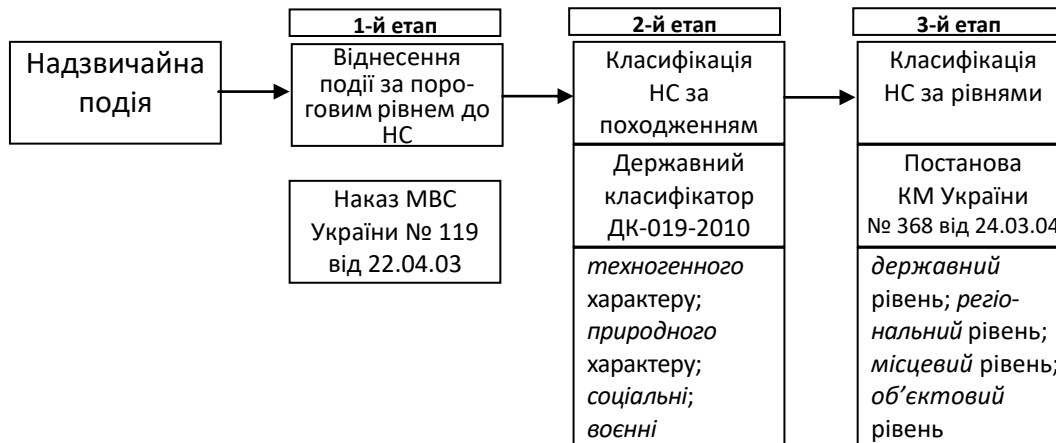 Надзвичайна
подія
1-й етап
Віднесення
події за поро-
говим рівнем до
НС
Наказ МВС
України № 119
від 22.04.03
2-й етап
Класифікація
НС за
походженням
Державний
класифікатор
ДК-019-2010
техногенного
характеру;
природного
характеру;
соціальні;
воєнні
3-й етап
Класифікація
НС за рівнями
Постанова
КМ України
№ 368 від 24.03.04
державний
рівень; регіо-
нальний рівень;
місцевий рівень;
об’єктовий
рівень